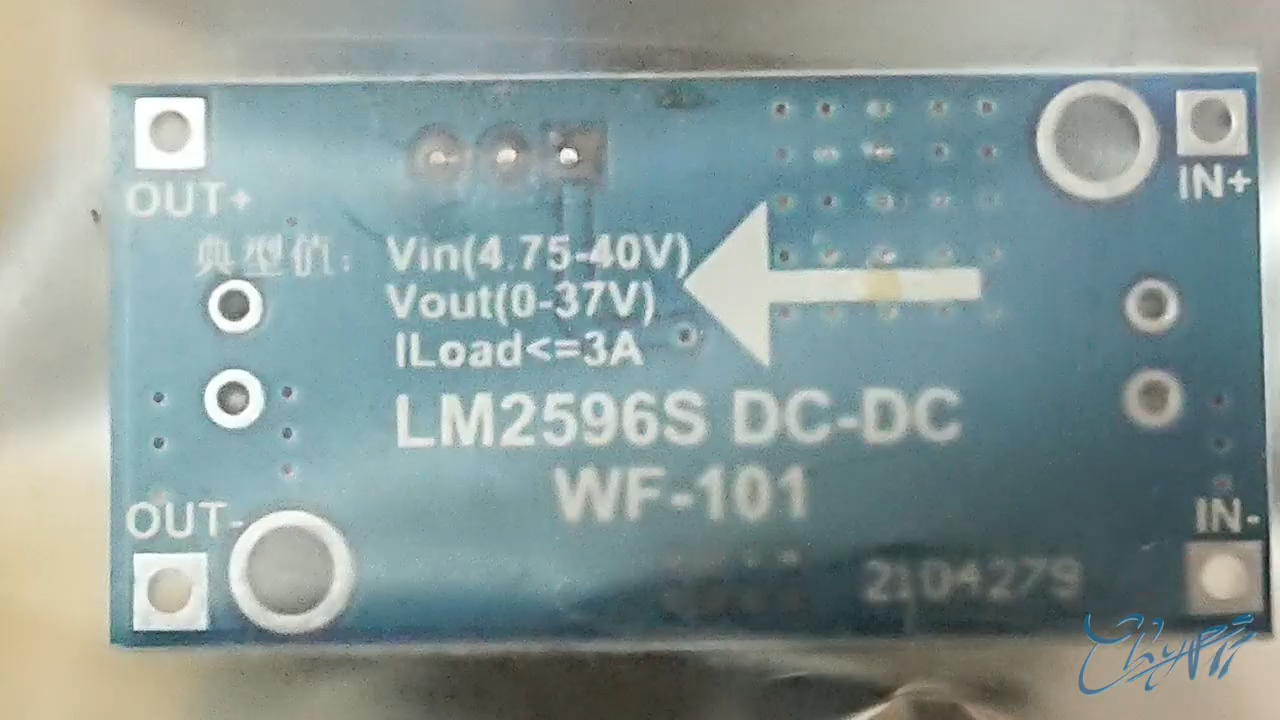 OUT+
IN+
典型值: Vin(4.75-40V)
Vout(0-37V)
ILoad<=3A
LM2596S DC-DC
WF-101
OUT-
IN-
2104279